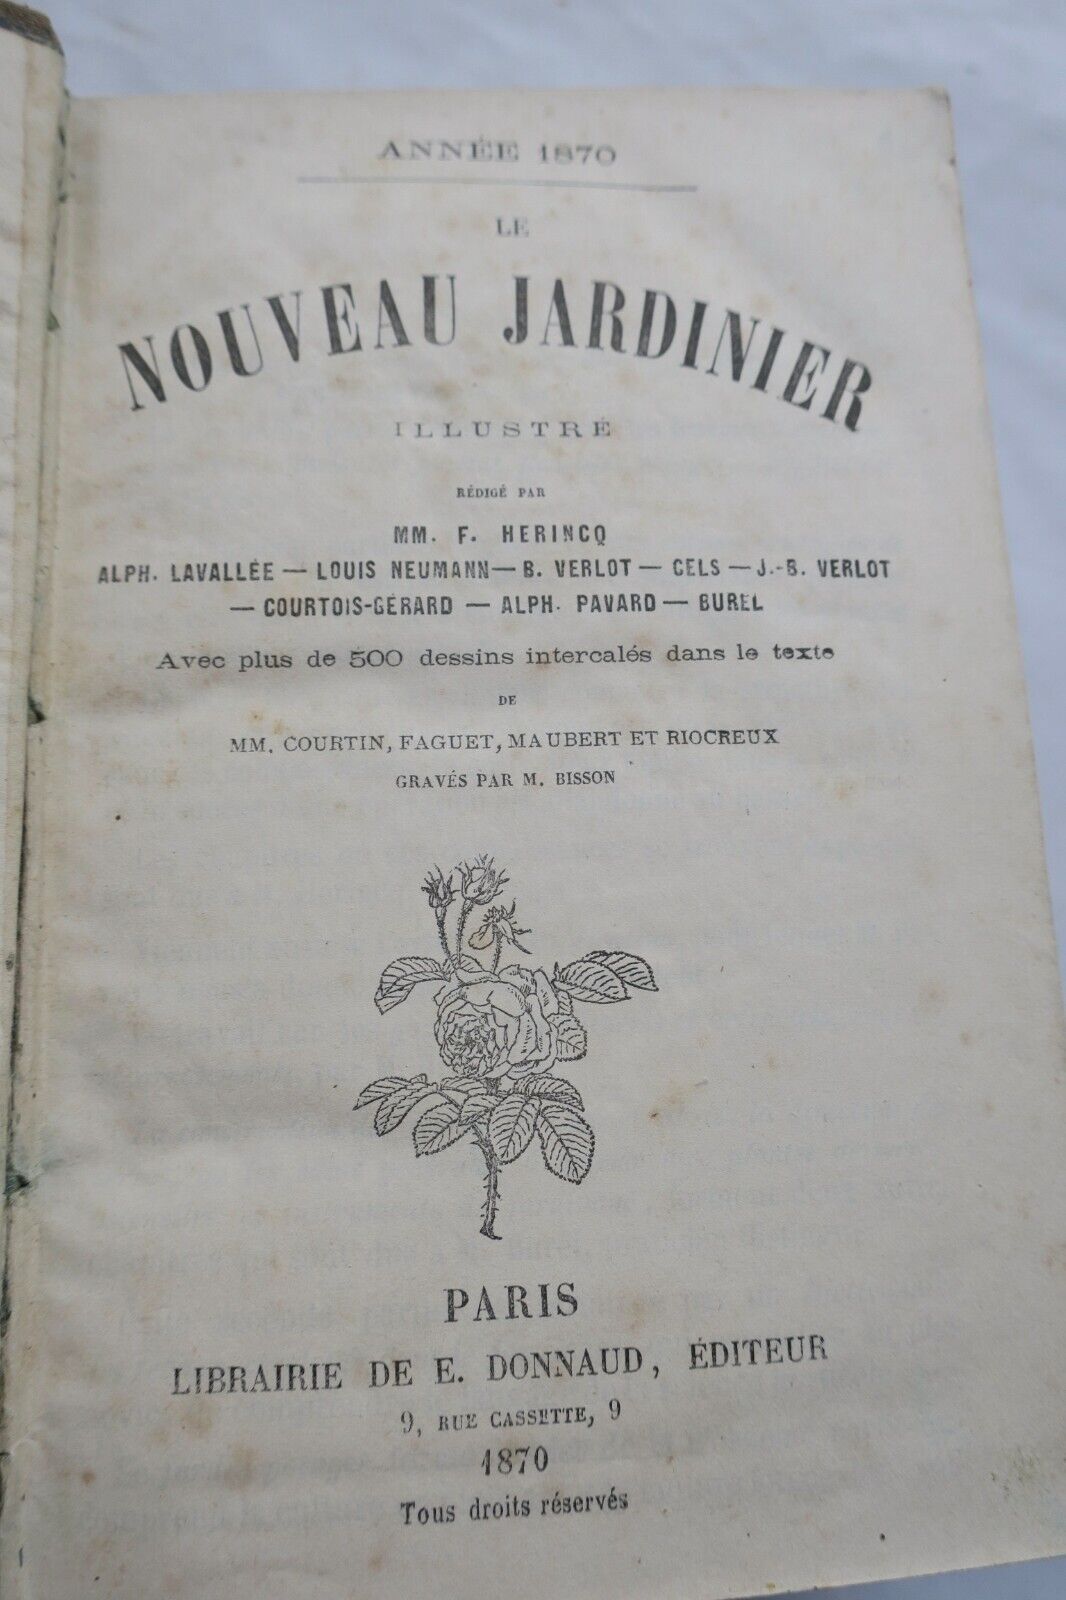 ANNÉE 1870
LE
NOUVEAU JARDINIER
ILLUSTRÉ
RÉDIGÉ PAR
MM. F. HERINCQ
ALPH. LAVALLÉE — LOUIS NEUMANN — B. VERLOT — CELS — J.-B. VERLOT
— COURTOIS-GÉRARD — ALPH. PAVARD — BUREL
Avec plus de 500 dessins intercalés dans le texte
DE
MM. COURTIN, FAGUET, MAUBERT ET RIOCREUX
GRAVÉS PAR M. BISSON
PARIS
LIBRAIRIE DE E. DONNAUD, ÉDITEUR
9, RUE CASSETTE, 9
1870
Tous droits réservés